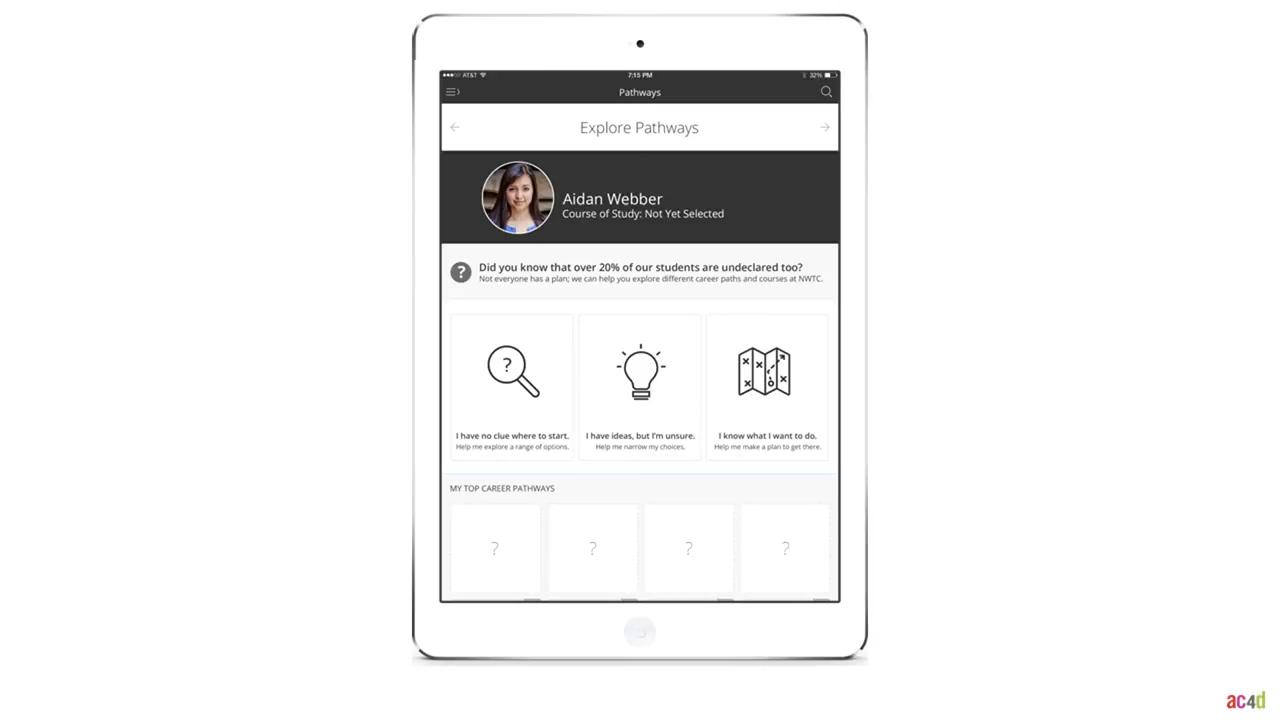 AT&T 7:15 PM 32%
Pathways
Explore Pathways
Aidan Webber
Course of Study: Not Yet Selected
? Did you know that over 20% of our students are undeclared too?
Not everyone has a plan; we can help you explore different career paths and courses at NWTC.
?
I have no clue where to start. I have ideas, but I'm unsure. I know what I want to do.
Help me explore a range of options. Help me narrow my choices. Help me make a plan to get there.
MY TOP CAREER PATHWAYS
? ? ? ?
ac4d